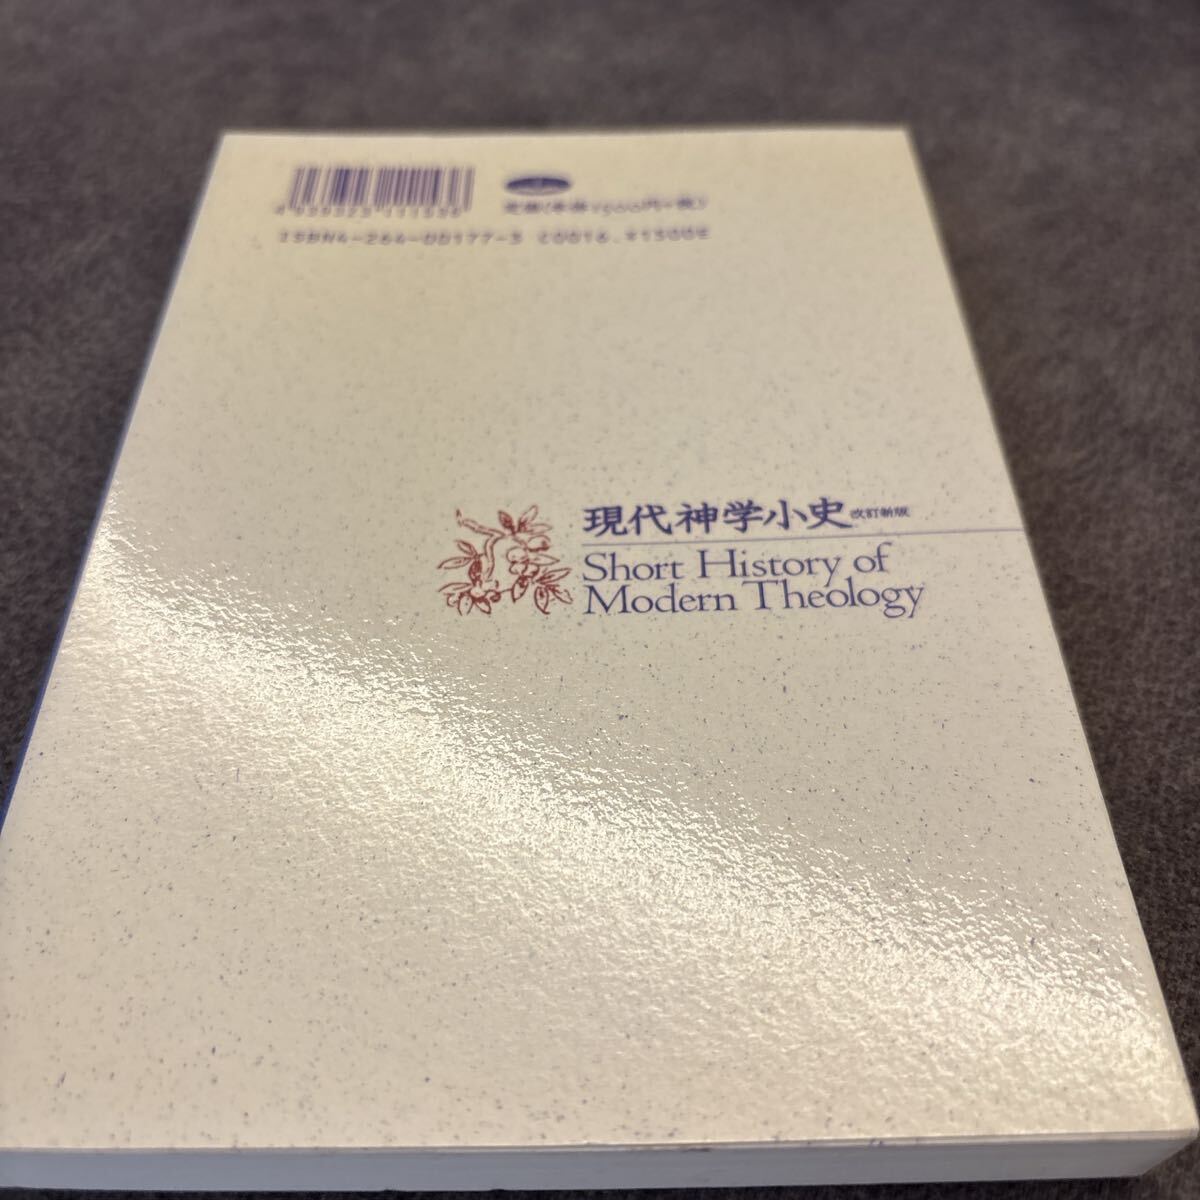 ISBN4-264-00177-3 C0016 ¥1500E
現代神学小史 改訂新版
Short History of
Modern Theology